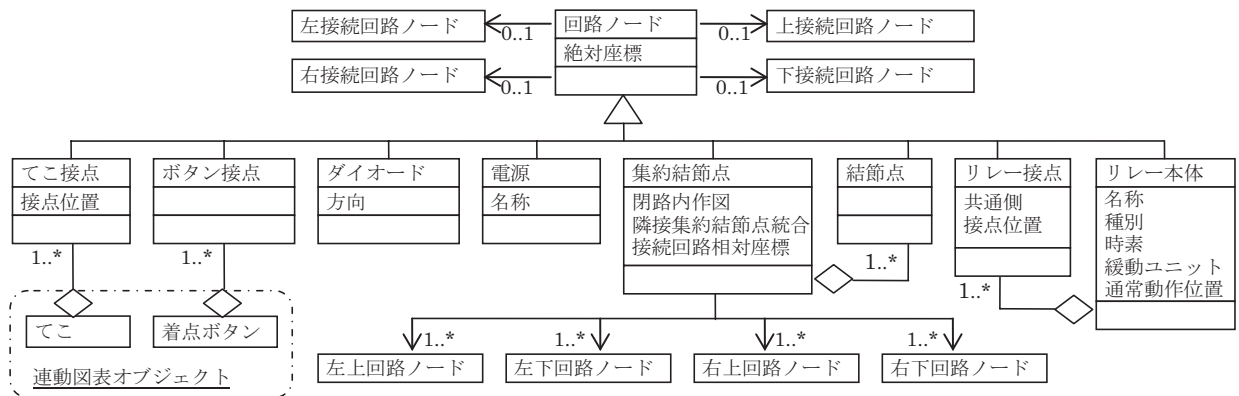 左接続回路ノード
0..1
回路ノード
0..1
上接続回路ノード
絶対座標
右接続回路ノード
0..1
0..1
下接続回路ノード
てこ接点
接点位置
ボタン接点
ダイオード
方向
電源
名称
集約結節点
閉路内作図
隣接集約結節点統合
接続回路相対座標
結節点
リレー接点
共通側
接点位置
リレー本体
名称
種別
時素
緩動ユニット
通常動作位置
1..*
1..*
1..*
1..*
てこ
着点ボタン
連動図表オブジェクト
1..*
1..*
1..*
1..*
左上回路ノード
左下回路ノード
右上回路ノード
右下回路ノード